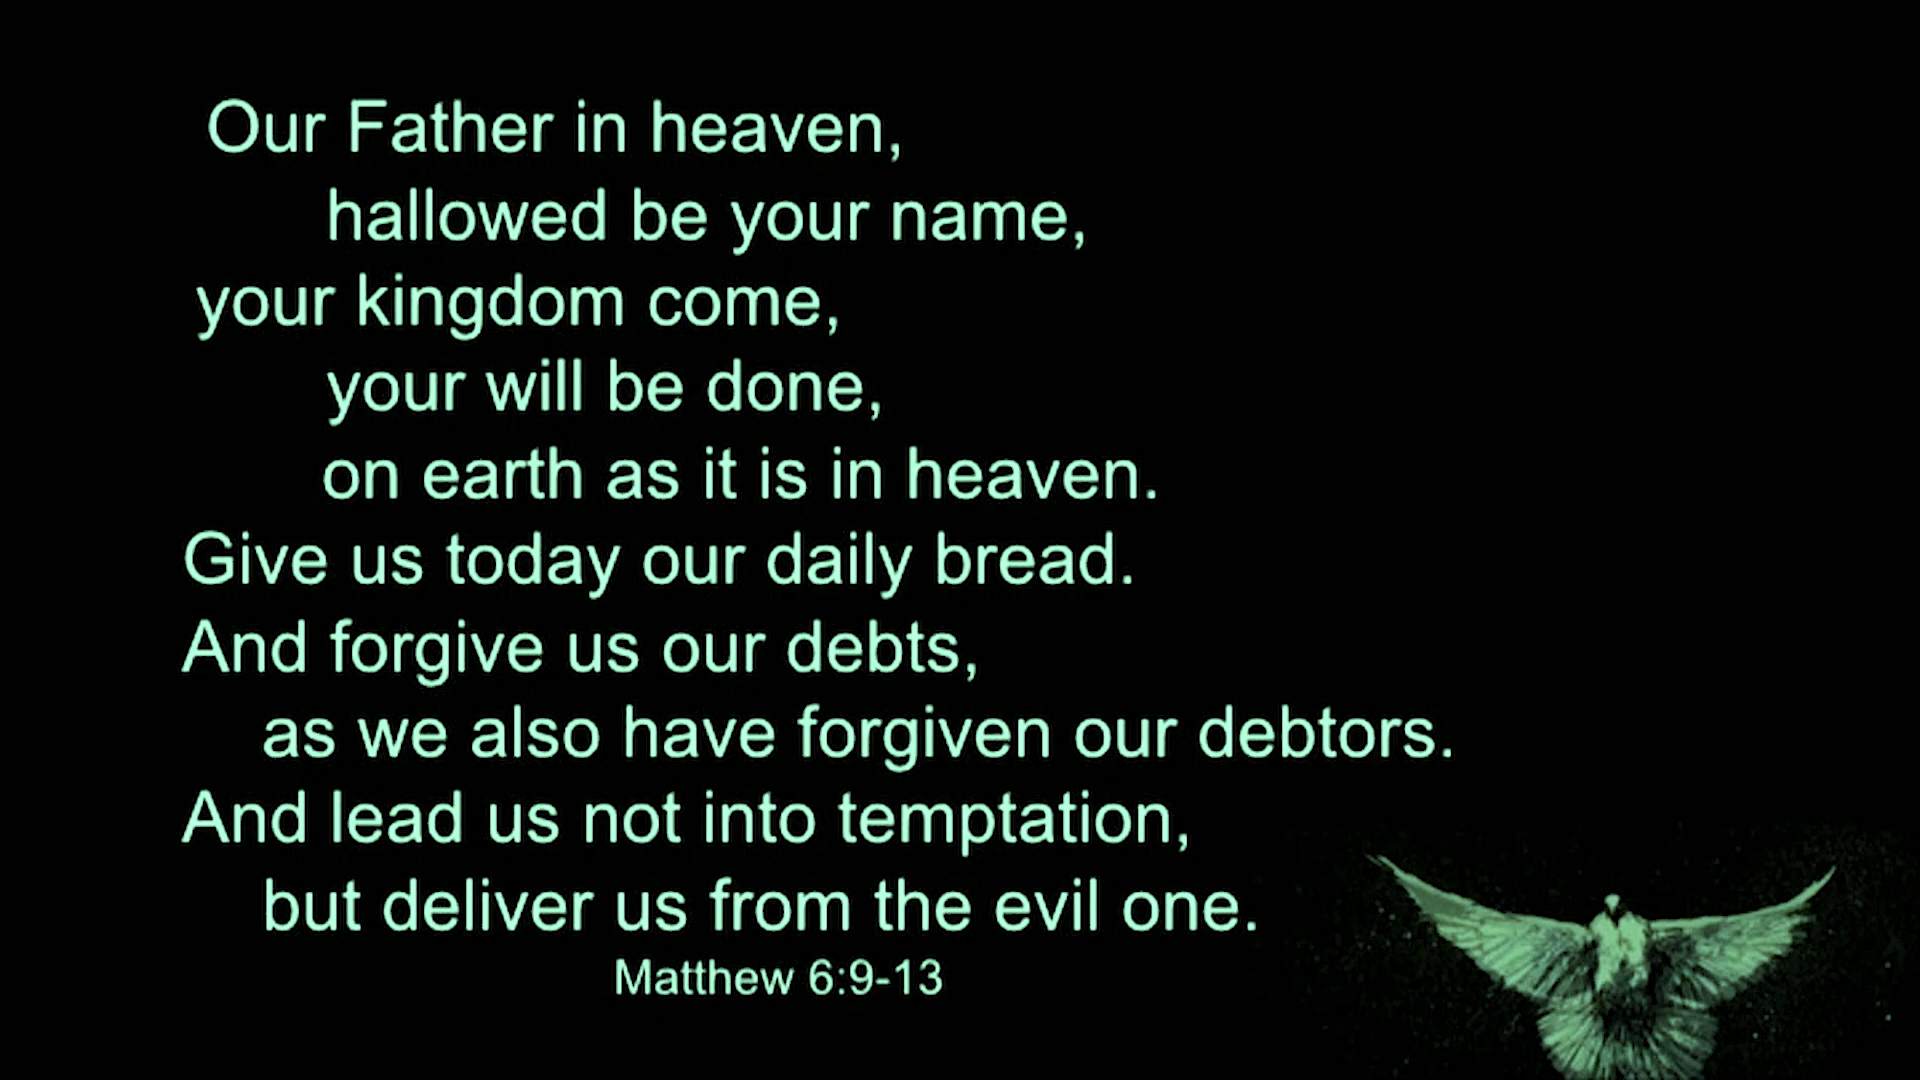 Our Father in heaven,
hallowed be your name,
your kingdom come,
your will be done,
on earth as it is in heaven.
Give us today our daily bread.
And forgive us our debts,
as we also have forgiven our debtors.
And lead us not into temptation,
but deliver us from the evil one.
Matthew 6:9-13